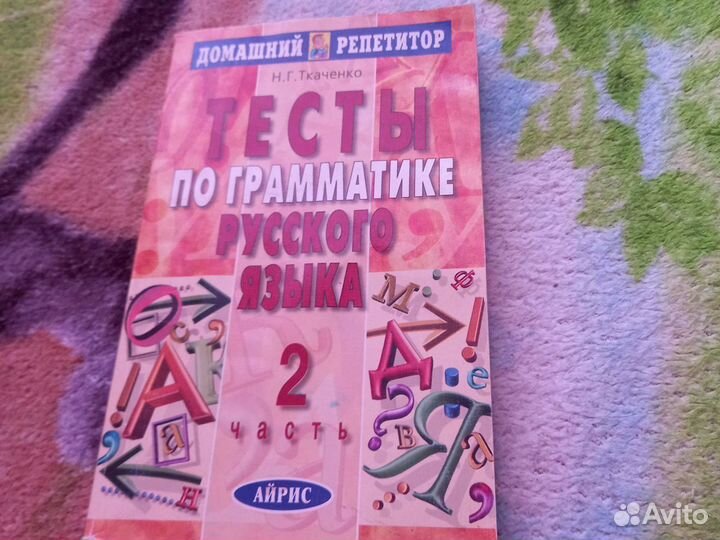 ДОМАШНИЙ РЕПЕТИТОР
Н.Г.Ткаченко
ТЕСТЫ
ПО ГРАММАТИКЕ
РУССКОГО
ЯЗЫКА
2
часть
АЙРИС
Avito